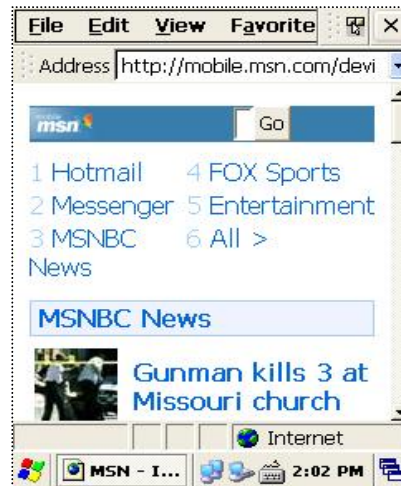 File Edit View Favorite
Address http://mobile.msn.com/devi
msn Go
1 Hotmail 4 FOX Sports
2 Messenger 5 Entertainment
3 MSNBC News 6 All >
MSNBC News
Gunman kills 3 at
Missouri church
Internet
MSN - I... 2:02 PM